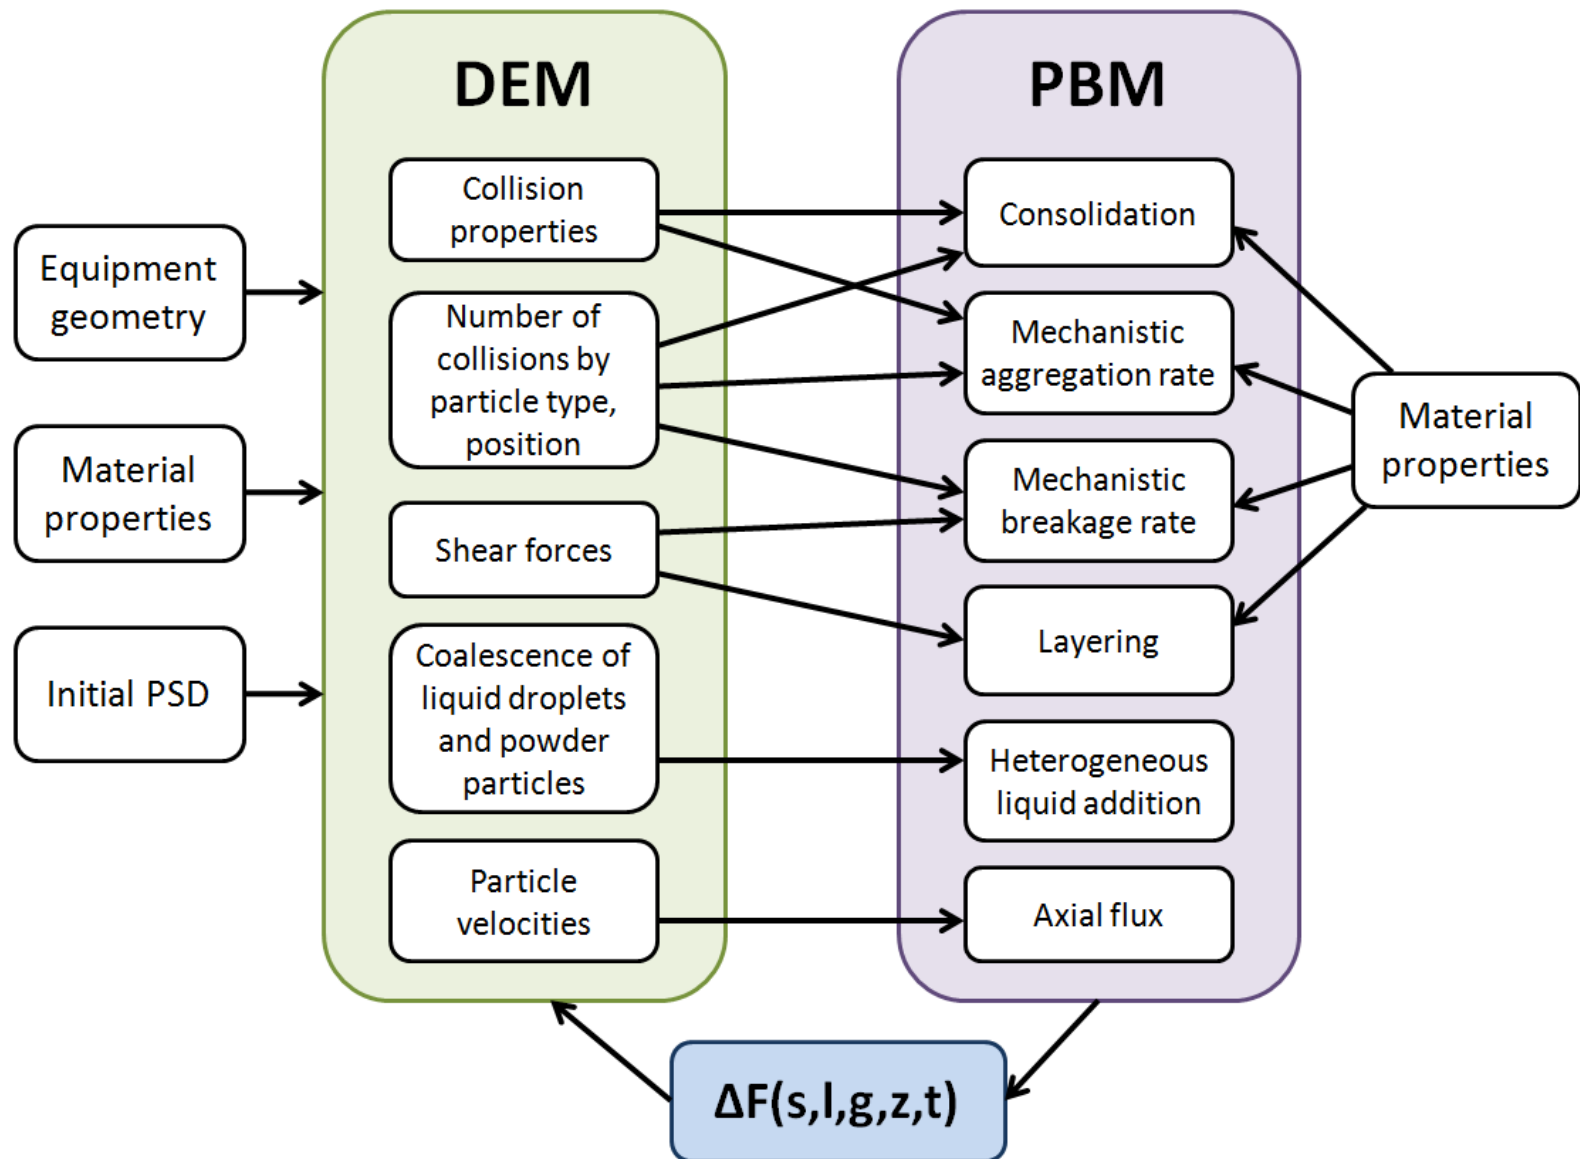 DEM
PBM
Equipment
geometry
Material
properties
Initial PSD
Collision
properties
Number of
collisions by
particle type,
position
Shear forces
Coalescence of
liquid droplets
and powder
particles
Particle
velocities
Consolidation
Mechanistic
aggregation rate
Mechanistic
breakage rate
Layering
Heterogeneous
liquid addition
Axial flux
Material
properties
ΔF(s,l,g,z,t)